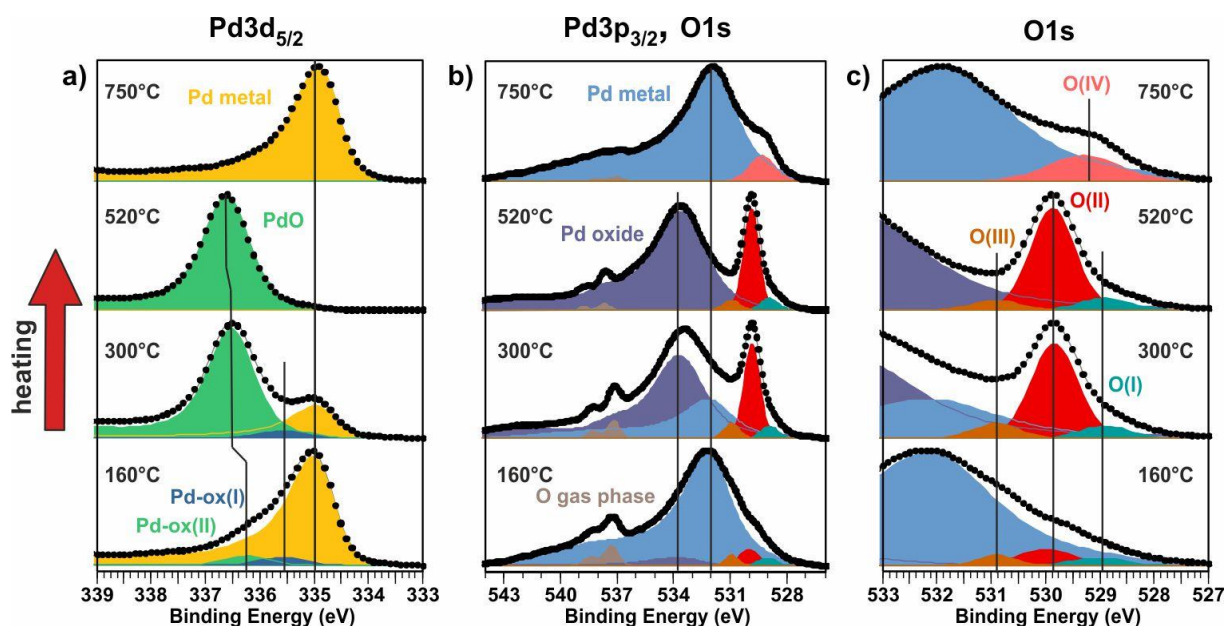 Pd3d5/2
Pd3p3/2, O1s
O1s
a)
750°C
Pd metal
520°C
PdO
300°C
160°C
Pd-ox(I)
Pd-ox(II)
339 338 337 336 335 334 333
Binding Energy (eV)
heating
b)
750°C
Pd metal
520°C
Pd oxide
300°C
160°C
O gas phase
543 540 537 534 531 528
Binding Energy (eV)
c)
O(IV)
750°C
O(II)
520°C
O(III)
300°C
O(I)
160°C
533 532 531 530 529 528 527
Binding Energy (eV)